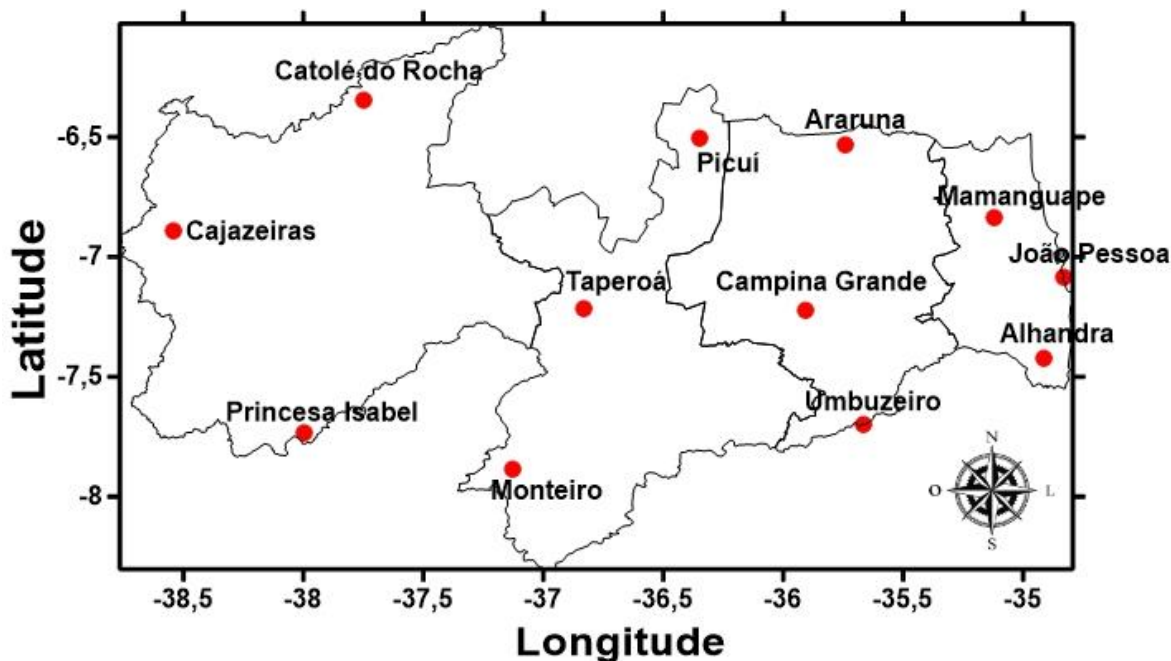 Catolé do Rocha
Araruna
Picuí
Mamanguape
Cajazeiras
João Pessoa
Taperoá
Campina Grande
Alhandra
Princesa Isabel
Umbuzeiro
Monteiro
N
O
L
S
Latitude
-6,5
-7
-7,5
-8
-38,5
-38
-37,5
-37
-36,5
-36
-35,5
-35
Longitude